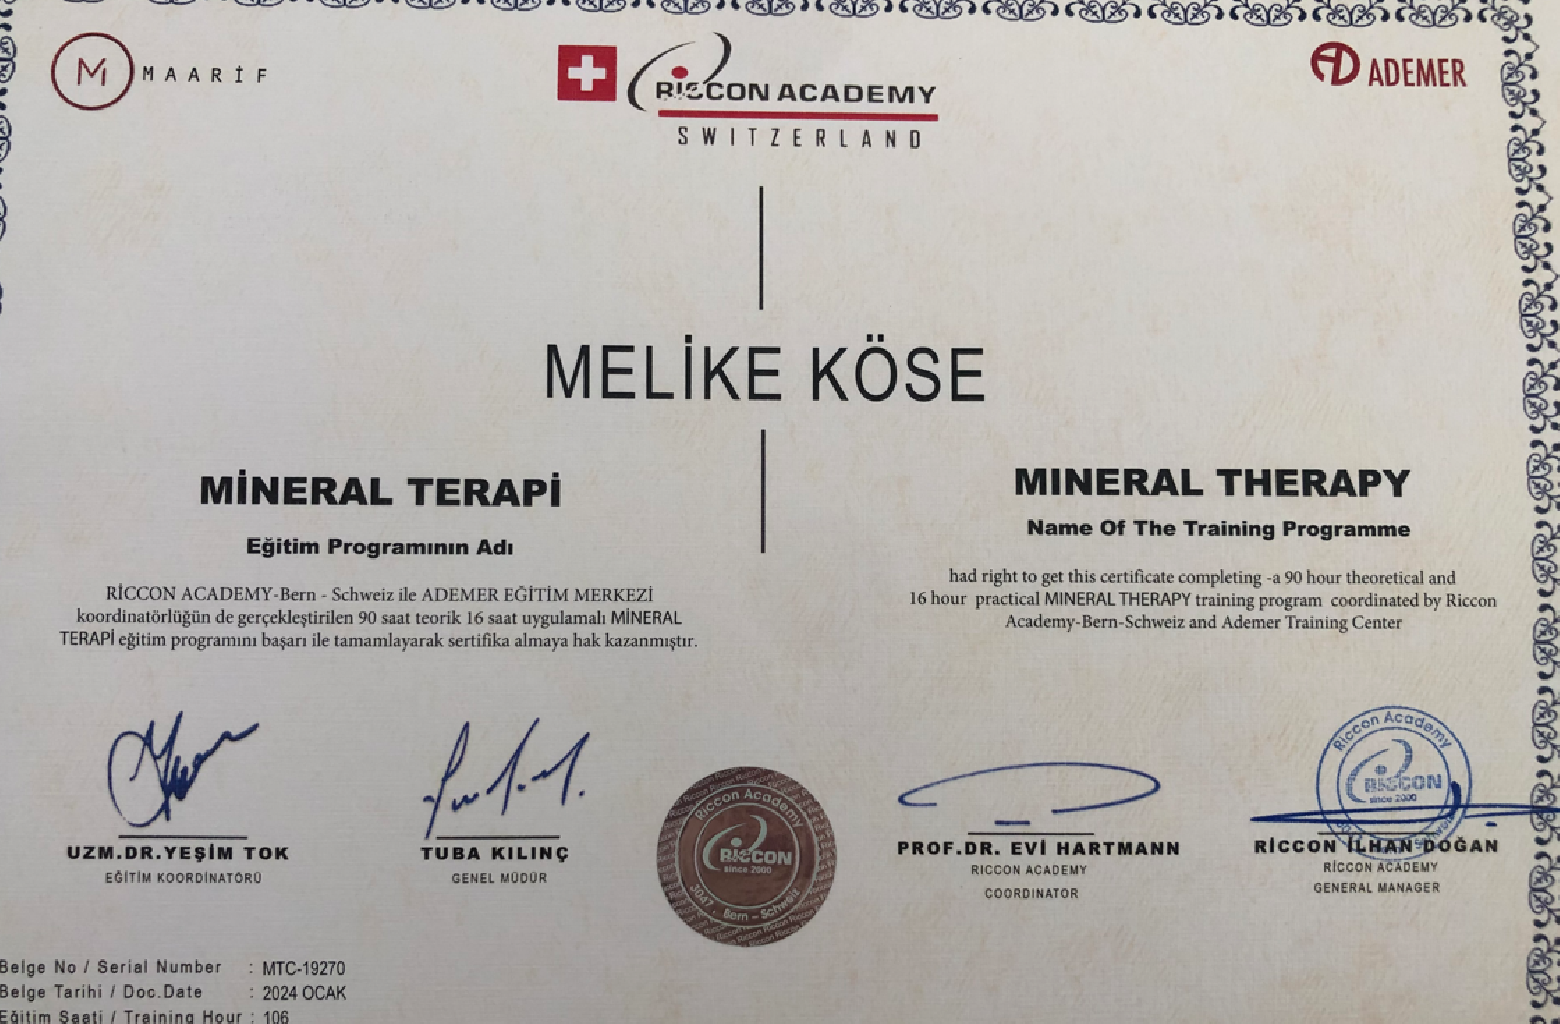 MAARİF
RICCON ACADEMY
SWITZERLAND
ADEMER
MELİKE KÖSE
MİNERAL TERAPİ
Eğitim Programının Adı
RİCCON ACADEMY-Bern - Schweiz ile ADEMER EĞİTİM MERKEZİ
koordinatörlüğün de gerçekleştirilen 90 saat teorik 16 saat uygulamalı MİNERAL
TERAPİ eğitim programını başarı ile tamamlayarak sertifika almaya hak kazanmıştır.
MINERAL THERAPY
Name Of The Training Programme
had right to get this certificate completing -a 90 hour theoretical and
16 hour practical MINERAL THERAPY training program coordinated by Riccon
Academy-Bern-Schweiz and Ademer Training Center
UZM.DR.YEŞİM TOK
EĞİTİM KOORDİNATÖRÜ
TUBA KILINÇ
GENEL MÜDÜR
Riccon Academy
RICCON
since 2000
3047 - Bern - Schweiz
PROF.DR. EVİ HARTMANN
RICCON ACADEMY
COORDINATOR
Riccon Academy
RICCON
since 2000
RİCCON İLHAN DOĞAN
RİCCON ACADEMY
GENERAL MANAGER
Belge No / Serial Number : MTC-19270
Belge Tarihi / Doc.Date : 2024 OCAK
Eğitim Saati / Training Hour : 106